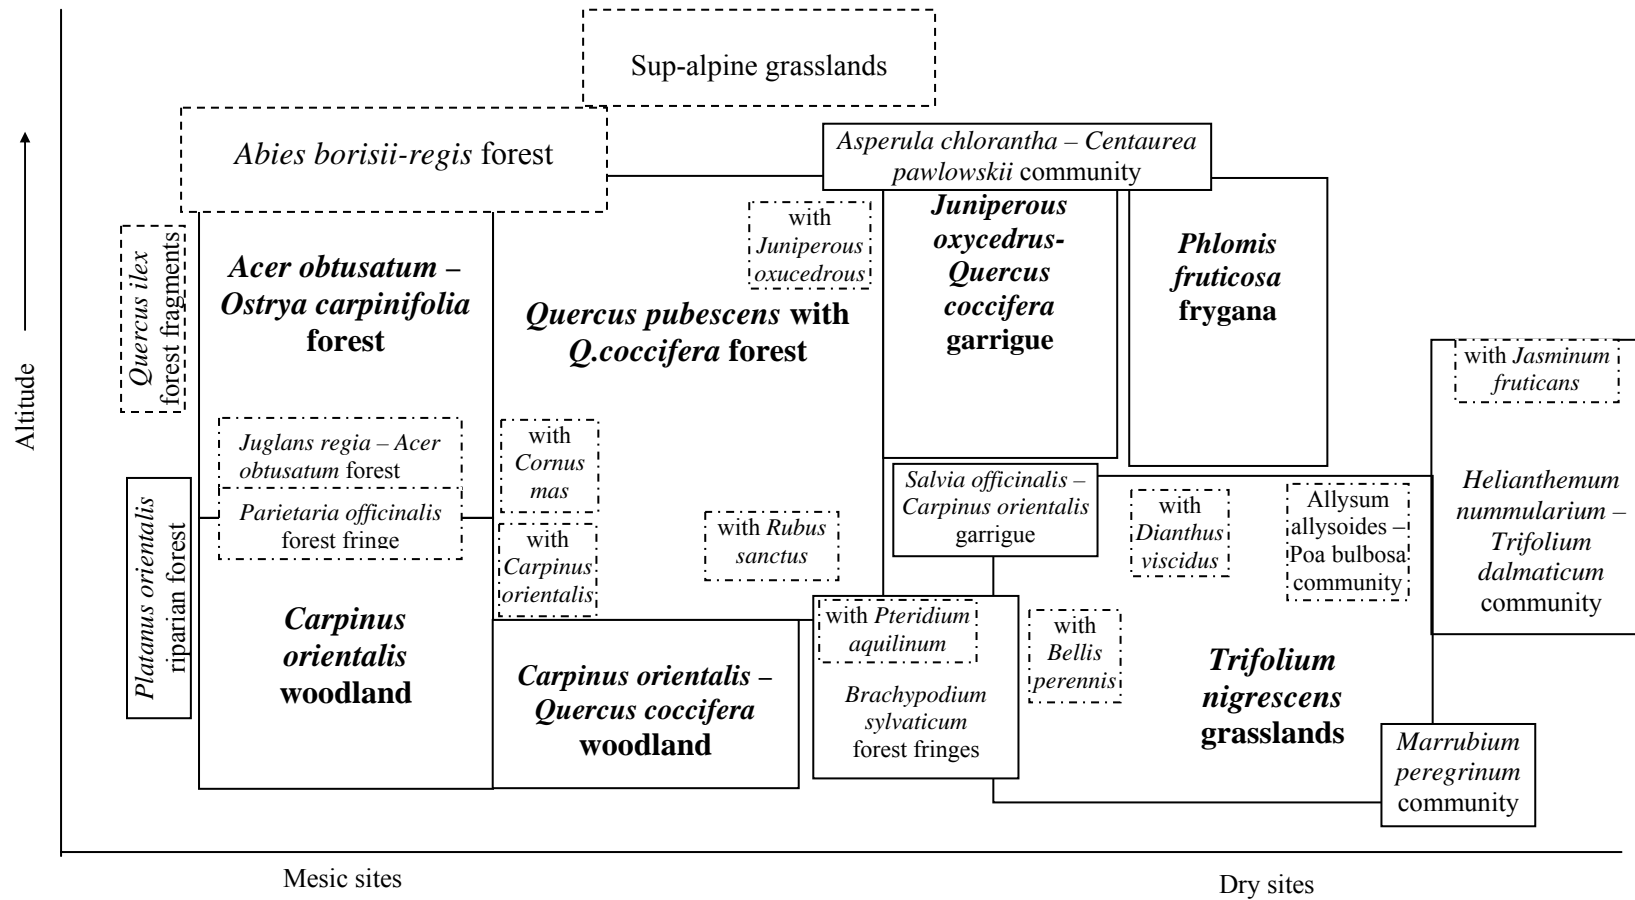 Sup-alpine grasslands
Abies borisii-regis forest
Asperula chlorantha – Centaurea
pawlowskii community
Altitude
Quercus ilex
forest fragments
Acer obtusatum –
Ostrya carpinifolia
forest
with
Juniperous
oxucedrous
Quercus pubescens with
Q.coccifera forest
Juniperous
oxycedrus-
Quercus
coccifera
garrigue
Phlomis
fruticosa
frygana
with Jasminum
fruticans
Juglans regia – Acer
obtusatum forest
with
Cornus
mas
Salvia officinalis –
Carpinus orientalis
garrigue
with
Dianthus
viscidus
Allysum
allysoides –
Poa bulbosa
community
Helianthemum
nummularium –
Trifolium
dalmaticum
community
Platanus orientalis
riparian forest
Parietaria officinalis
forest fringe
with
Carpinus
orientalis
with Rubus
sanctus
Carpinus
orientalis
woodland
Carpinus orientalis –
Quercus coccifera
woodland
with Pteridium
aquilinum
Brachypodium
sylvaticum
forest fringes
with
Bellis
perennis
Trifolium
nigrescens
grasslands
Marrubium
peregrinum
community
Mesic sites
Dry sites